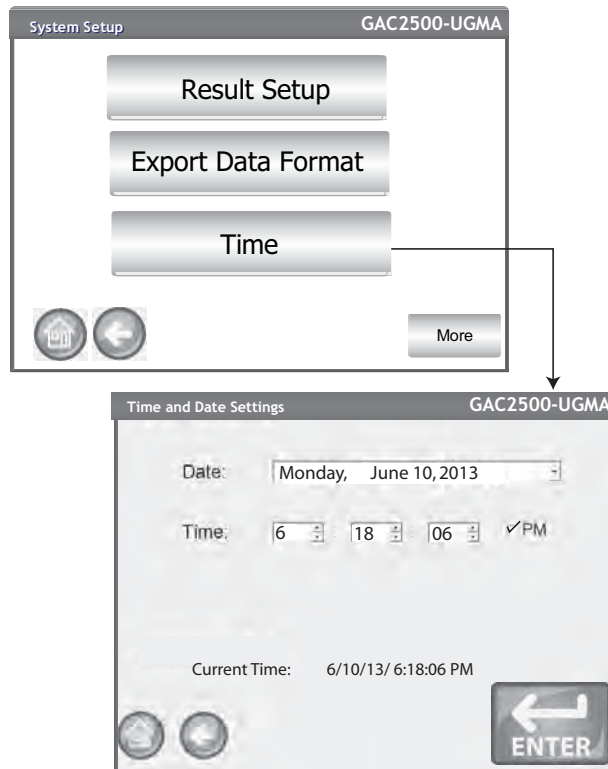 System Setup GAC2500-UGMA
Result Setup
Export Data Format
Time
More
Time and Date Settings GAC2500-UGMA
Date: Monday, June 10, 2013
Time: 6 18 06 ✓PM
Current Time: 6/10/13/ 6:18:06 PM
ENTER